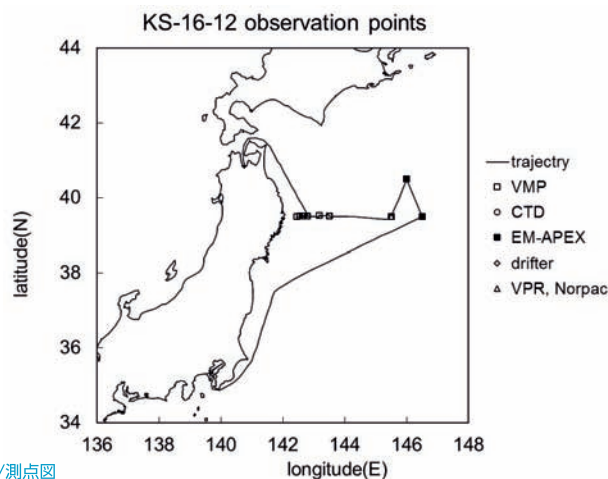 KS-16-12 observation points
44
42
40
38
36
34
latitude(N)
136 138 140 142 144 146 148
longitude(E)
trajectory
VMP
CTD
EM-APEX
drifter
VPR, Norpac
/測点図